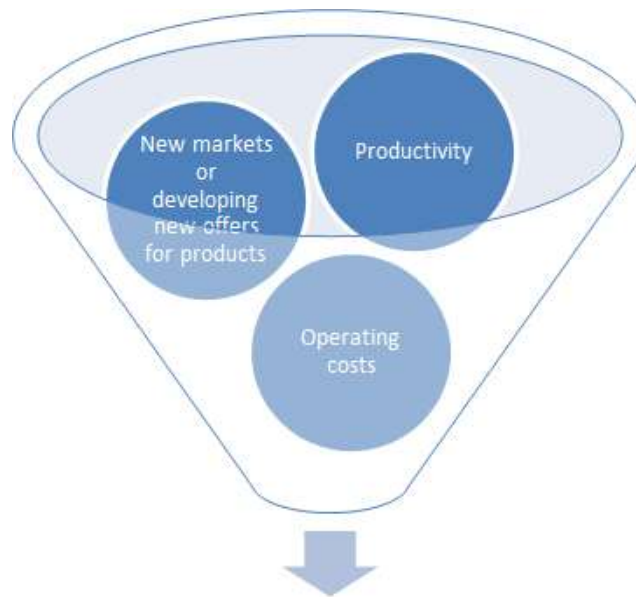 New markets
or
developing
new offers
for products
Productivity
Operating
costs